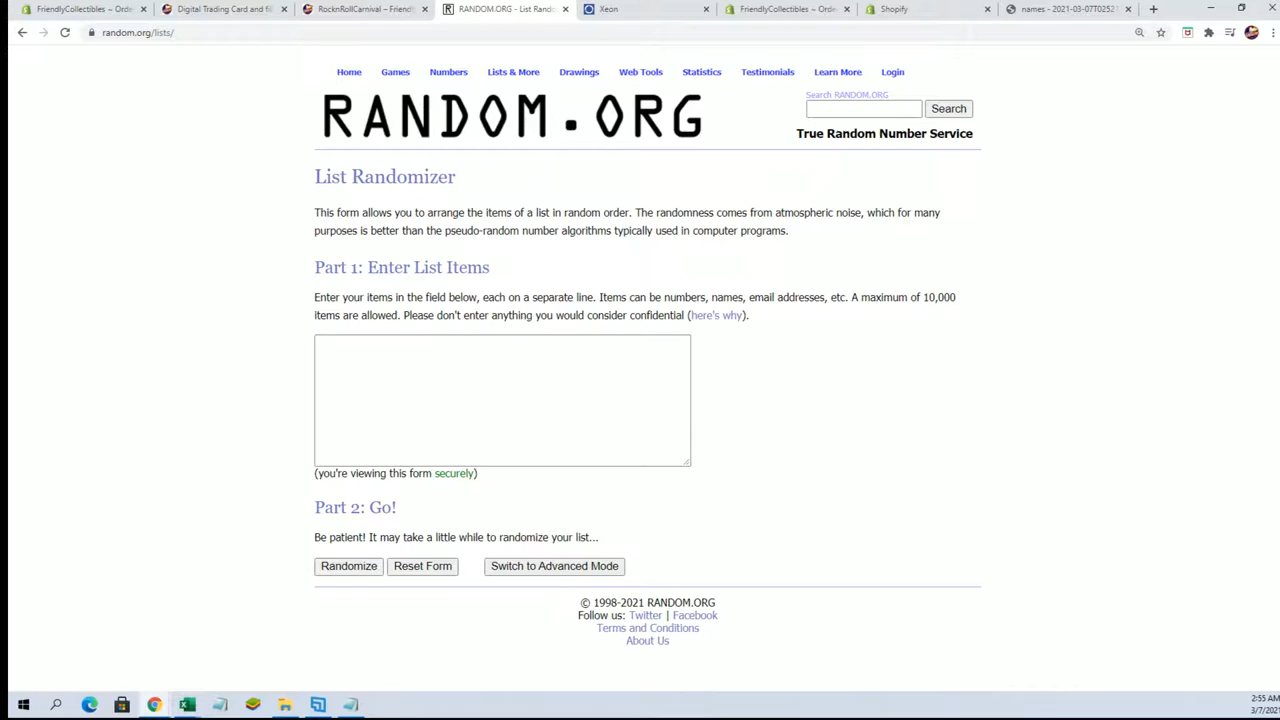 FriendlyCollectibles ~ Orde
Digital Trading Card and fil
RocknRollCarnival ~ Friendly
RANDOM.ORG - List Rando
Xeon
FriendlyCollectibles ~ Orde
Shopify
names - 2021-03-07T0252
random.org/lists/
Home Games Numbers Lists & More Drawings Web Tools Statistics Testimonials Learn More Login
RANDOM.ORG
Search RANDOM.ORG
Search
True Random Number Service
List Randomizer
This form allows you to arrange the items of a list in random order. The randomness comes from atmospheric noise, which for many
purposes is better than the pseudo-random number algorithms typically used in computer programs.
Part 1: Enter List Items
Enter your items in the field below, each on a separate line. Items can be numbers, names, email addresses, etc. A maximum of 10,000
items are allowed. Please don't enter anything you would consider confidential (here's why).
(you're viewing this form securely)
Part 2: Go!
Be patient! It may take a little while to randomize your list...
Randomize Reset Form Switch to Advanced Mode
© 1998-2021 RANDOM.ORG
Follow us: Twitter | Facebook
Terms and Conditions
About Us
2:55 AM
3/7/2021